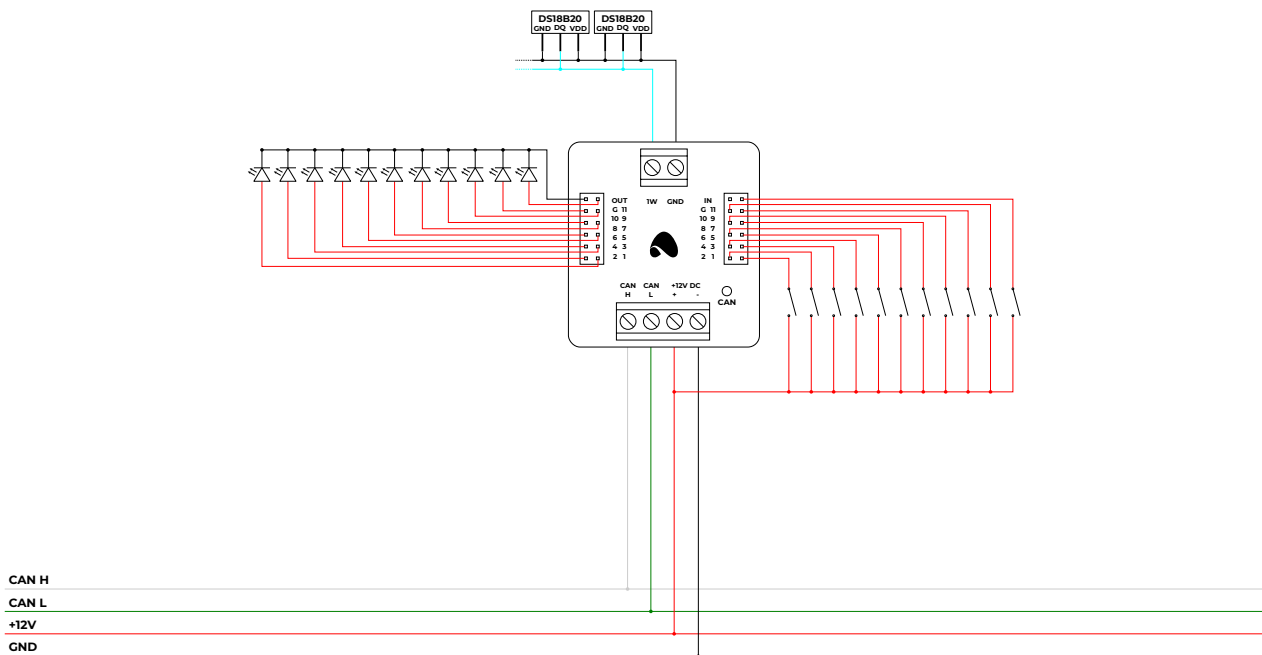 DS18B20 DS18B20
GND DQ VDD GND DQ VDD
OUT 1W GND IN
G 11 G 11
10 9 10 9
8 7 8 7
6 5 6 5
4 3 4 3
2 1 2 1
CAN CAN +12V DC
H L + -
CAN
CAN H
CAN L
+12V
GND